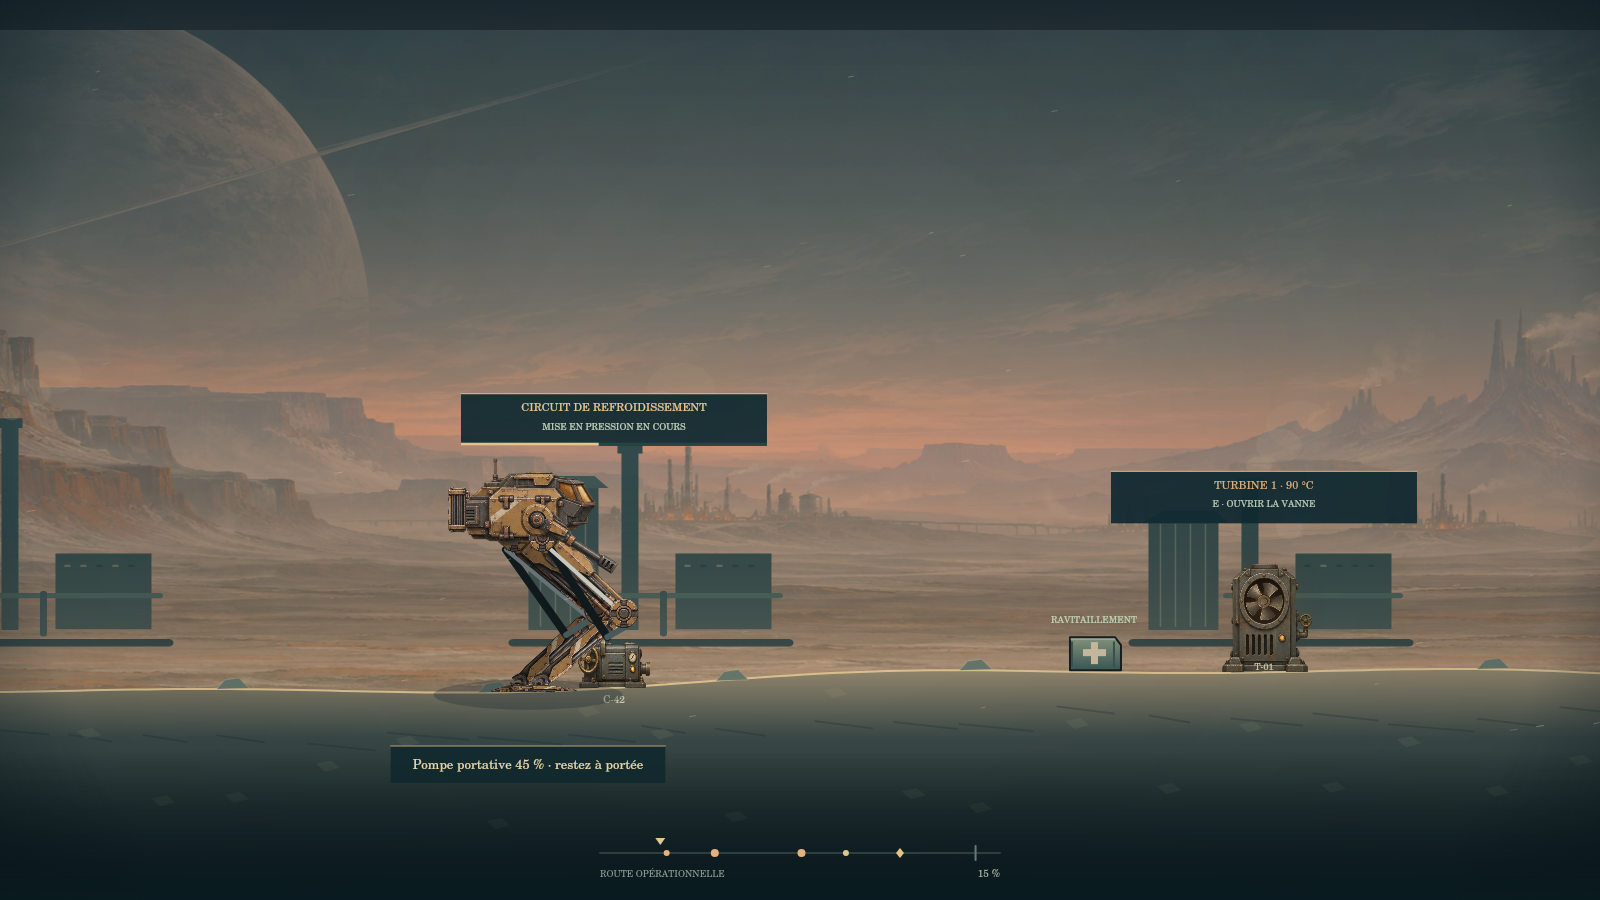 CIRCUIT DE REFROIDISSEMENT
MISE EN PRESSION EN COURS
TURBINE 1 · 90 °C
E · OUVRIR LA VANNE
RAVITAILLEMENT
T-01
C-42
Pompe portative 45 % · restez à portée
ROUTE OPÉRATIONNELLE
15 %